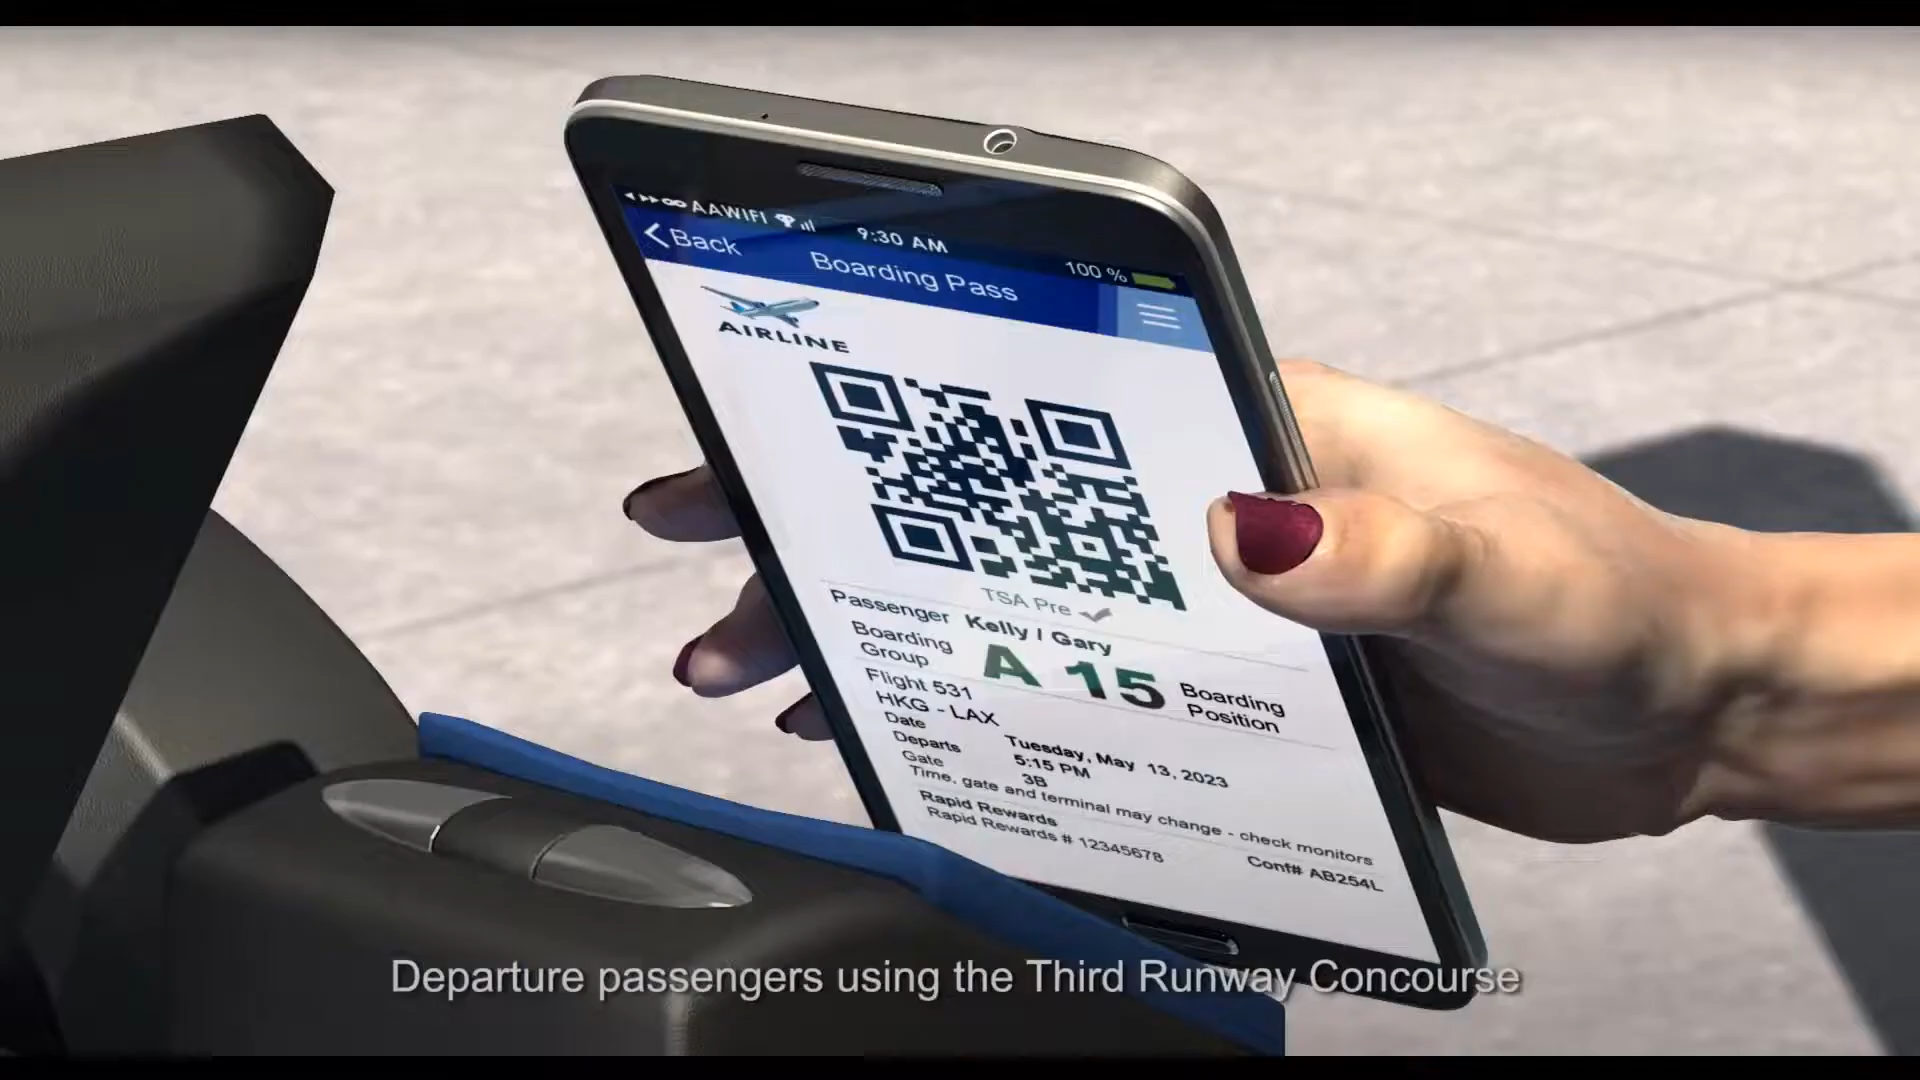 AAWIFI 9:30 AM 100 %
Back
Boarding Pass
AIRLINE
TSA Pre
Passenger Kelly / Gary
Boarding Group A 15 Boarding Position
Flight 531
HKG - LAX
Date Tuesday, May 13, 2023
Departs 5:15 PM
Gate 3B
Time, gate and terminal may change - check monitors
Rapid Rewards
Rapid Rewards # 12345678
Conf# AB254L
Departure passengers using the Third Runway Concourse